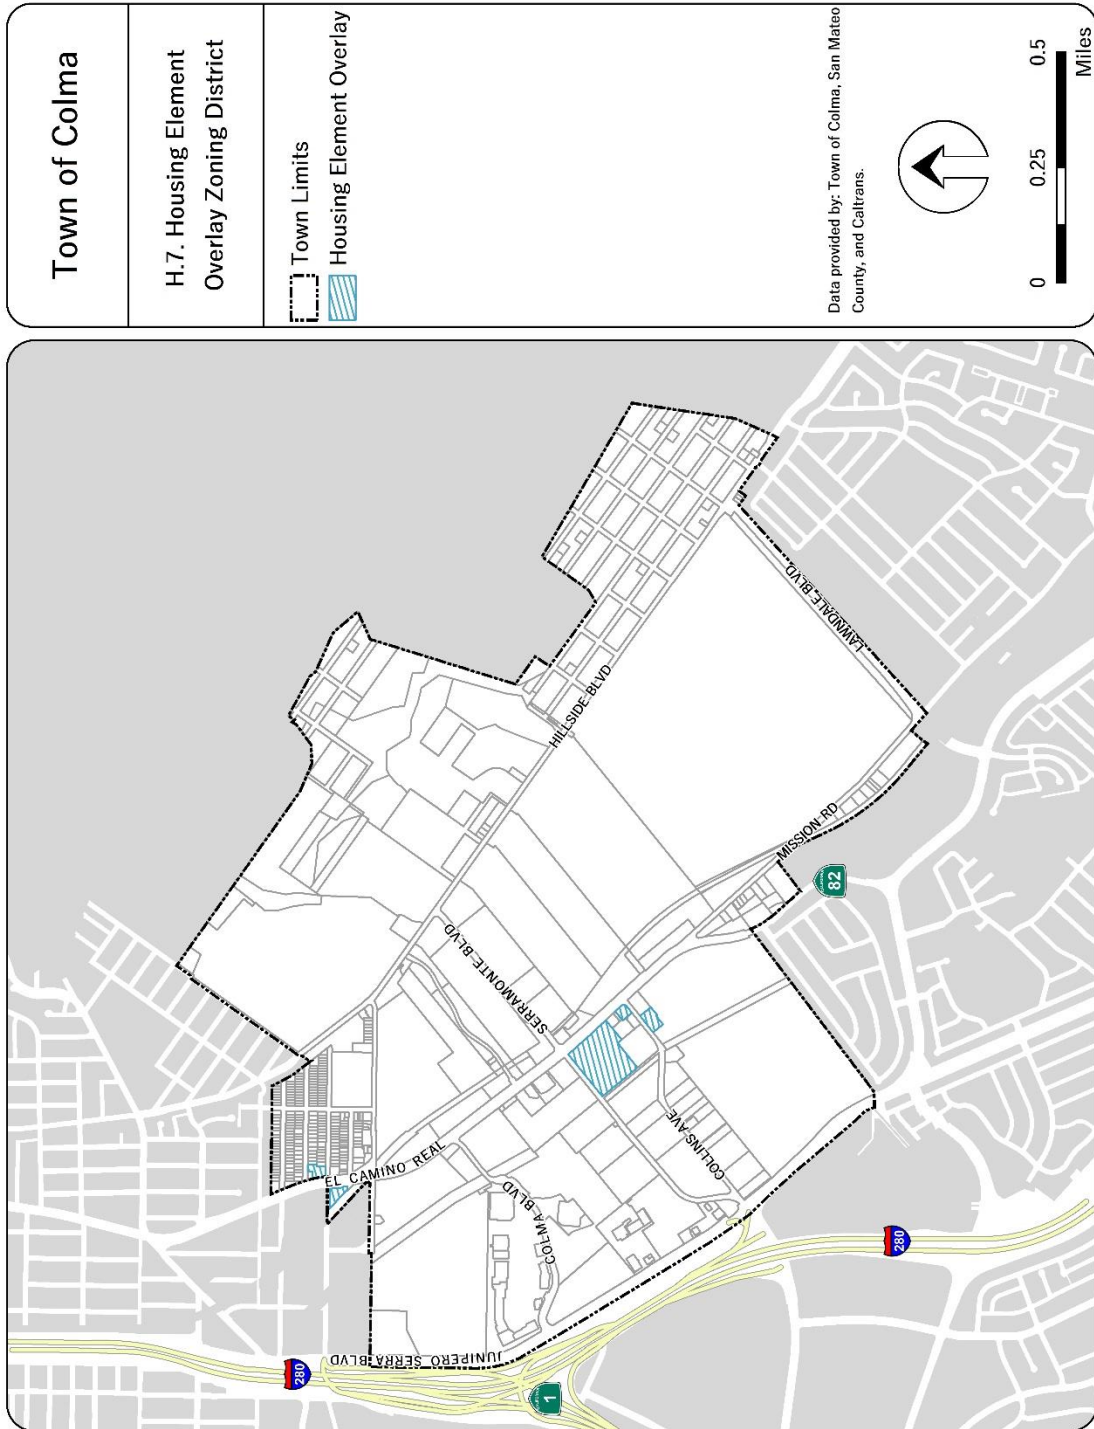 Town of Colma
H.7. Housing Element
Overlay Zoning District
Town Limits
Housing Element Overlay
Data provided by: Town of Colma, San Mateo
County, and Caltrans.
0 0.25 0.5
Miles
HILLSIDE BLVD
LAWNDALE BLVD
MISSION RD
SERRAMONTE BLVD
82
EL CAMINO REAL
COLLINS AVE
COLMA BLVD
JUNIPERO SERRA BLVD
280
280
1